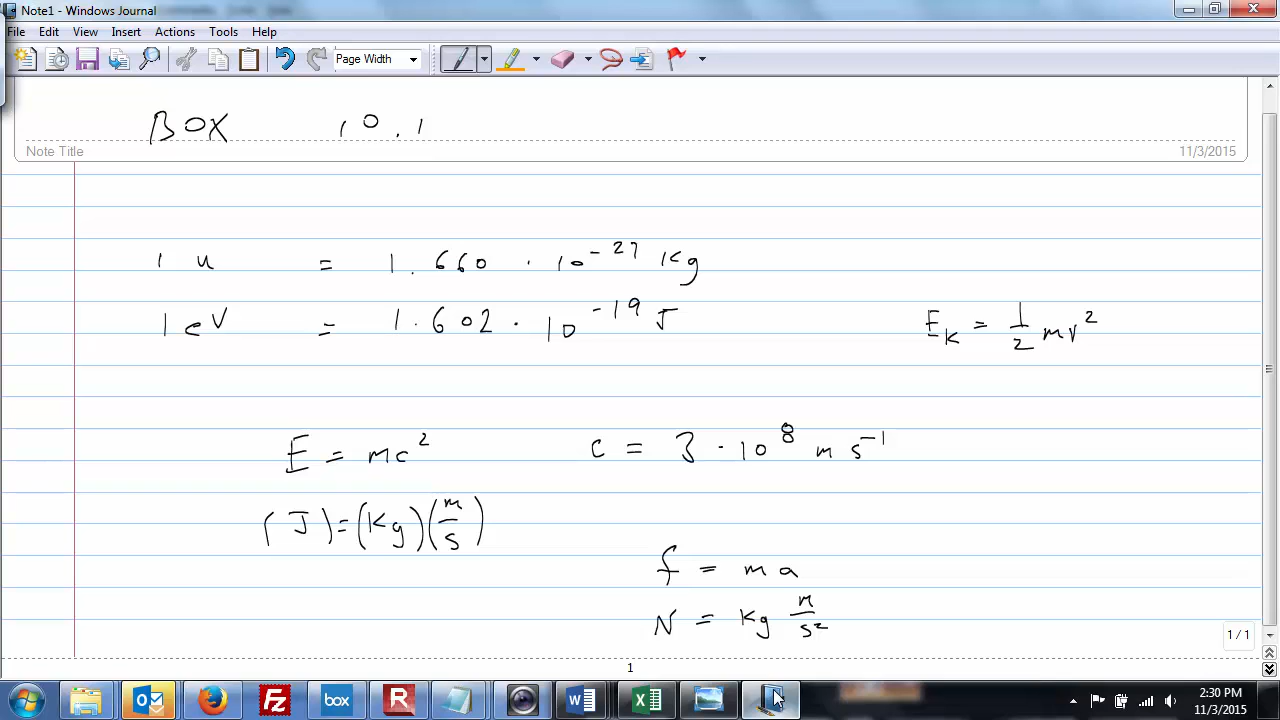 Note1 - Windows Journal
File Edit View Insert Actions Tools Help
Page Width
BOX 10.1
Note Title 11/3/2015
1 u = 1.660 · 10⁻²⁷ Kg
1 eV = 1.602 · 10⁻¹⁹ J
E_K = 1/2 mv²
E = mc² c = 3 · 10⁸ m s⁻¹
(J) = (Kg)(m/s)
f = ma
N = Kg m/s²
1/1
1
box
2:30 PM
11/3/2015